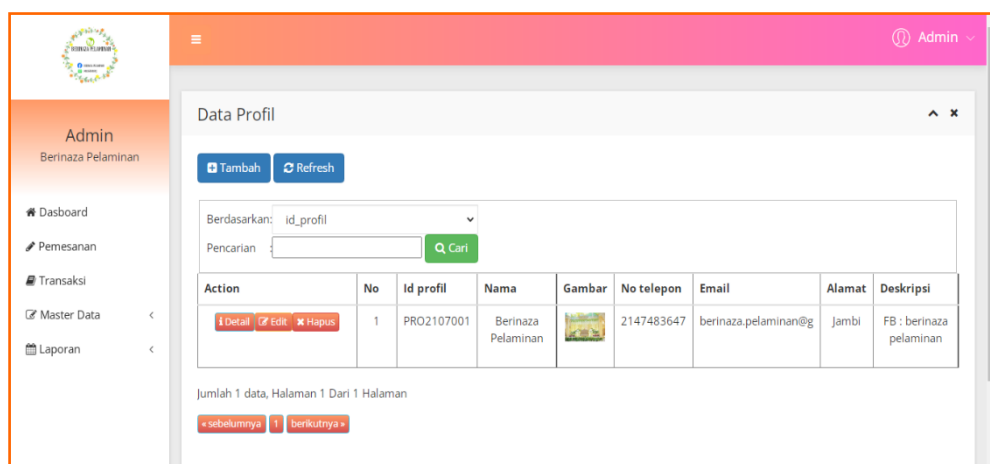 BERINAZA PELAMINAN
Admin
Admin
Berinaza Pelaminan
Dasboard
Pemesanan
Transaksi
Master Data
Laporan
Data Profil
Tambah Refresh
Berdasarkan: id_profil
Pencarian : Cari
Action No Id profil Nama Gambar No telepon Email Alamat Deskripsi
Detail Edit Hapus 1 PRO2107001 Berinaza 2147483647 berinaza.pelaminan@g Jambi FB : berinaza
Pelaminan pelaminan
Jumlah 1 data, Halaman 1 Dari 1 Halaman
« sebelumnya 1 berikutnya »